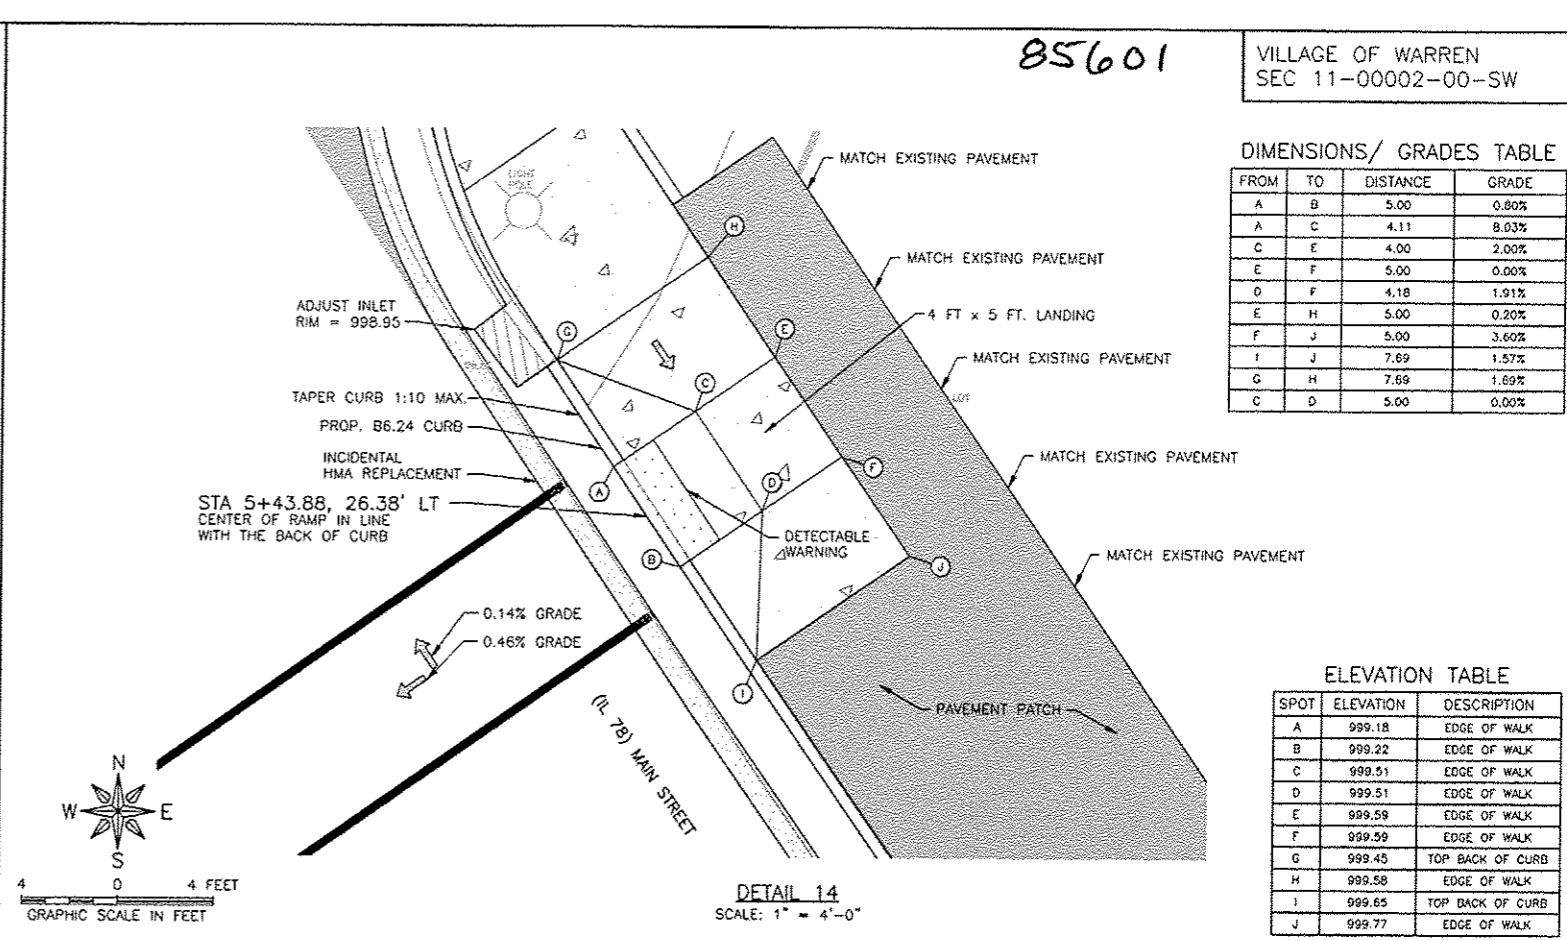 85601
VILLAGE OF WARREN
SEC 11-00002-00-SW
DIMENSIONS/ GRADES TABLE
FROM TO DISTANCE GRADE
A B 5.00 0.80%
A C 4.11 8.03%
C E 4.00 2.00%
E F 5.00 0.00%
D F 4.18 1.91%
E H 5.00 0.20%
F J 5.00 3.60%
I J 7.69 1.57%
G H 7.69 1.69%
C D 5.00 0.00%
MATCH EXISTING PAVEMENT
LIGHT
POLE
H
MATCH EXISTING PAVEMENT
ADJUST INLET
RIM = 998.95
G
E
4 FT x 5 FT. LANDING
MATCH EXISTING PAVEMENT
C
LOT
TAPER CURB 1:10 MAX.
PROP. B6.24 CURB
INCIDENTAL
HMA REPLACEMENT
MATCH EXISTING PAVEMENT
F
A
D
STA 5+43.88, 26.38' LT
CENTER OF RAMP IN LINE
WITH THE BACK OF CURB
DETECTABLE
WARNING
B
J
MATCH EXISTING PAVEMENT
0.14% GRADE
0.46% GRADE
I
PAVEMENT PATCH
(IL 78) MAIN STREET
N
W E
S
4 0 4 FEET
GRAPHIC SCALE IN FEET
DETAIL 14
SCALE: 1" = 4'-0"
ELEVATION TABLE
SPOT ELEVATION DESCRIPTION
A 999.18 EDGE OF WALK
B 999.22 EDGE OF WALK
C 999.51 EDGE OF WALK
D 999.51 EDGE OF WALK
E 999.59 EDGE OF WALK
F 999.59 EDGE OF WALK
G 999.45 TOP BACK OF CURB
H 999.58 EDGE OF WALK
I 999.65 TOP BACK OF CURB
J 999.77 EDGE OF WALK